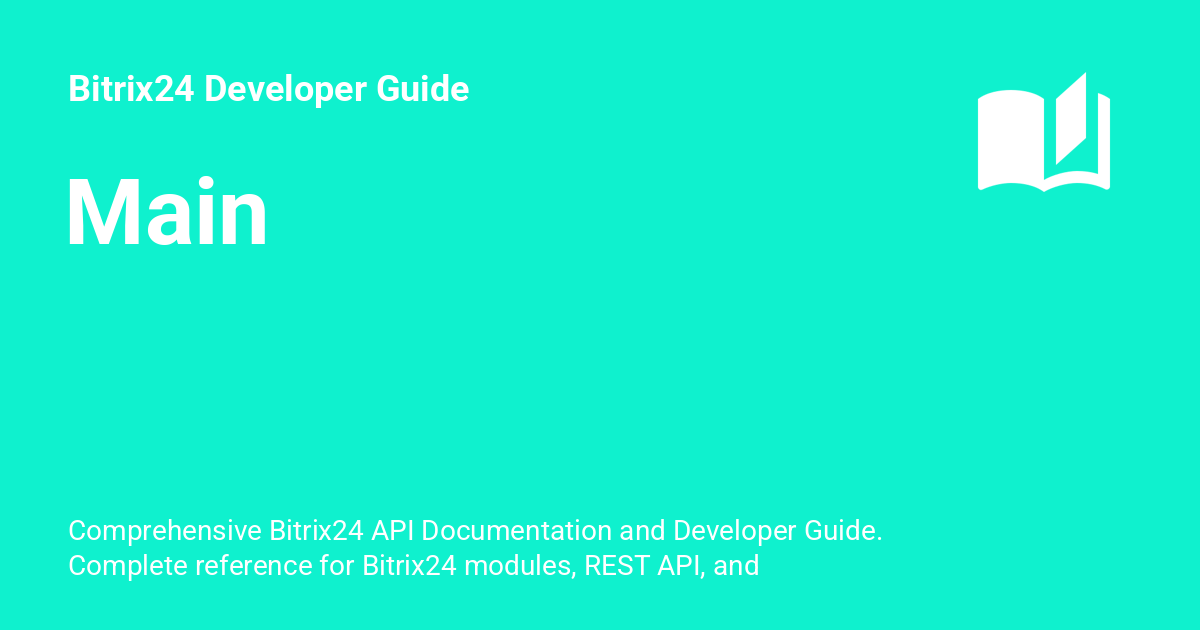 Bitrix24 Developer Guide
Main
Comprehensive Bitrix24 API Documentation and Developer Guide.
Complete reference for Bitrix24 modules, REST API, and